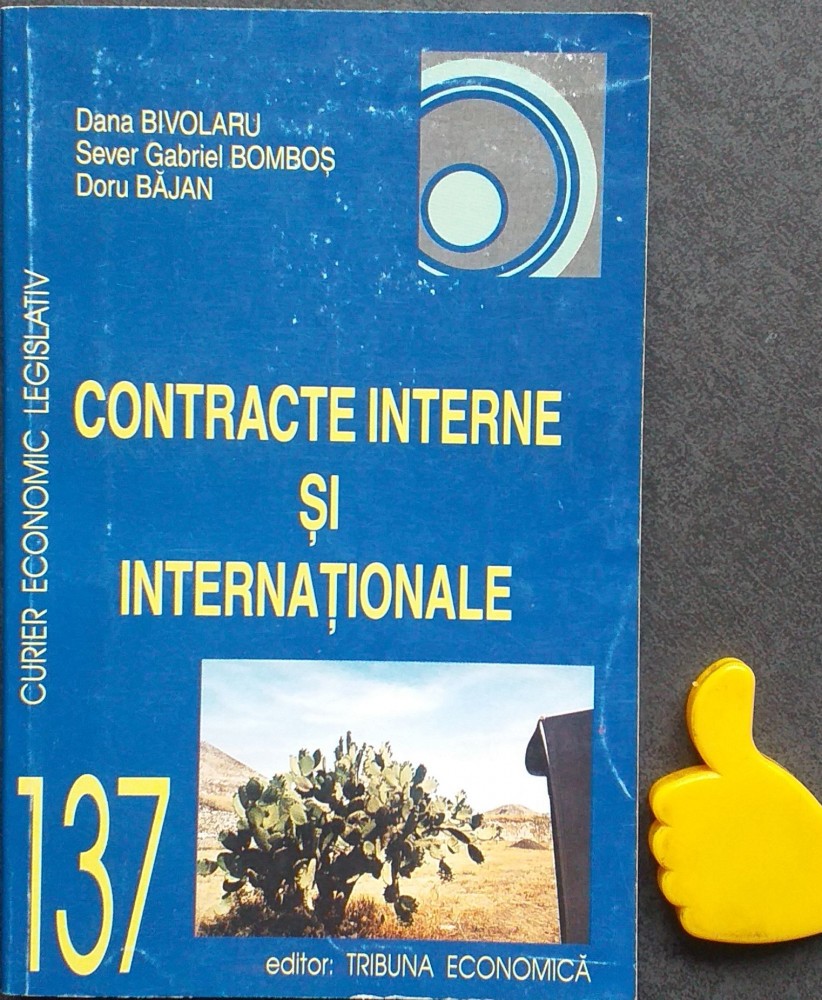 Dana BIVOLARU
Sever Gabriel BOMBOȘ
Doru BĂJAN
CURIER ECONOMIC LEGISLATIV
CONTRACTE INTERNE
ȘI
INTERNAȚIONALE
137
editor: TRIBUNA ECONOMICĂ